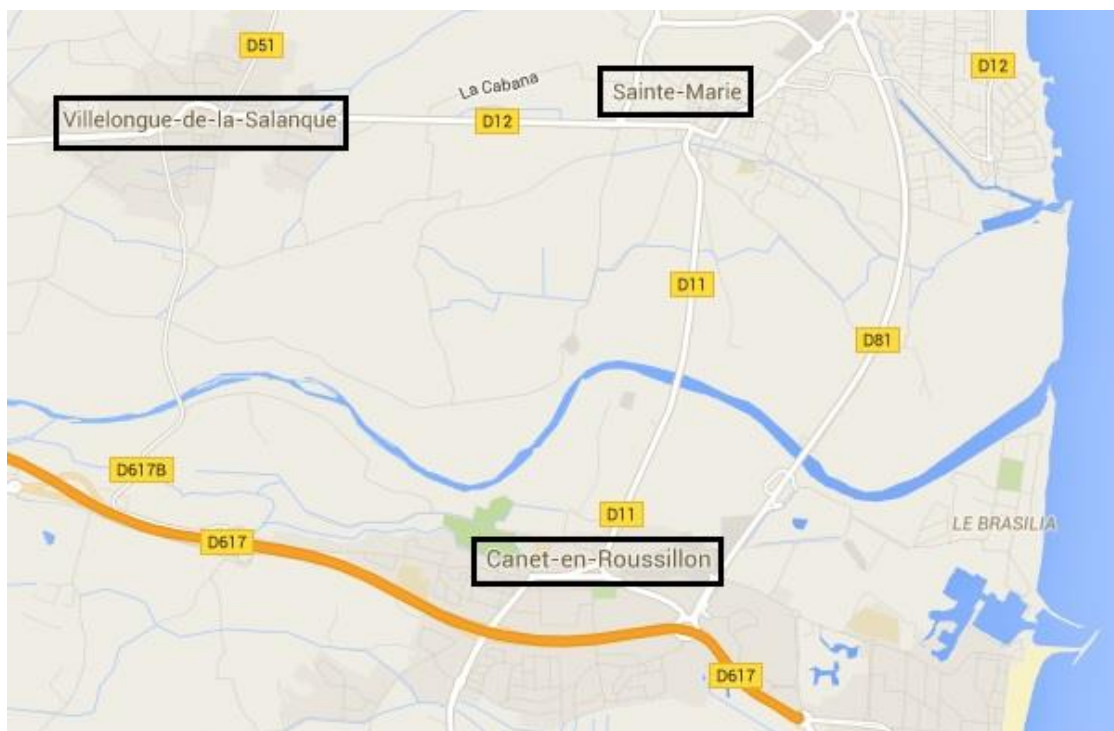 D51
D12
La Cabana
Sainte-Marie
Villelongue-de-la-Salanque
D12
D11
D81
D617B
D11
LE BRASILIA
D617
Canet-en-Roussillon
D617